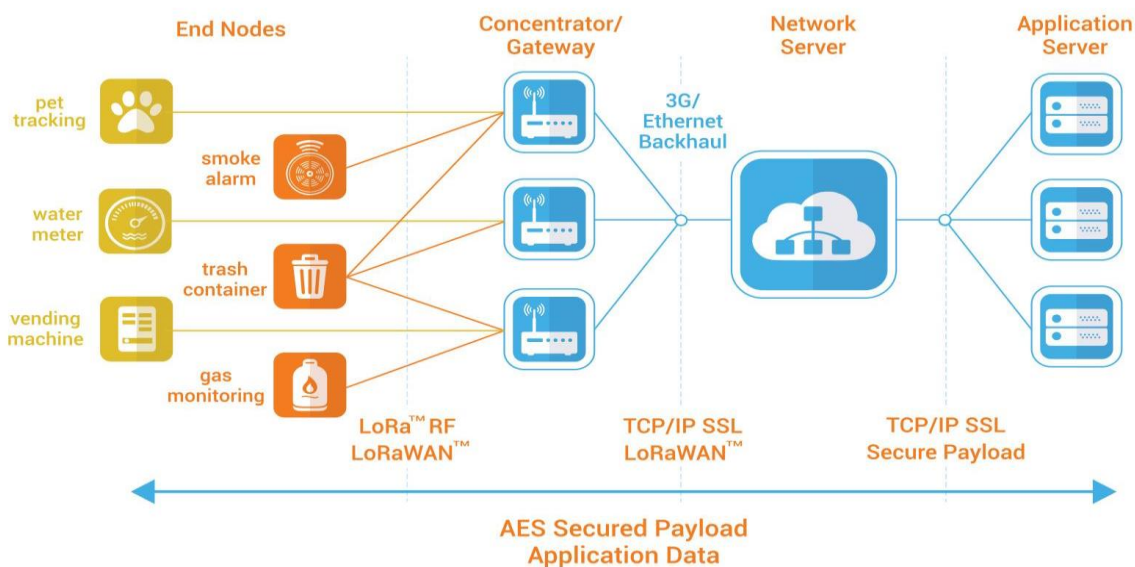 End Nodes
Concentrator/
Gateway
Network
Server
Application
Server
pet
tracking
smoke
alarm
water
meter
trash
container
vending
machine
gas
monitoring
3G/
Ethernet
Backhaul
LoRa™ RF
LoRaWAN™
TCP/IP SSL
LoRaWAN™
TCP/IP SSL
Secure Payload
AES Secured Payload
Application Data